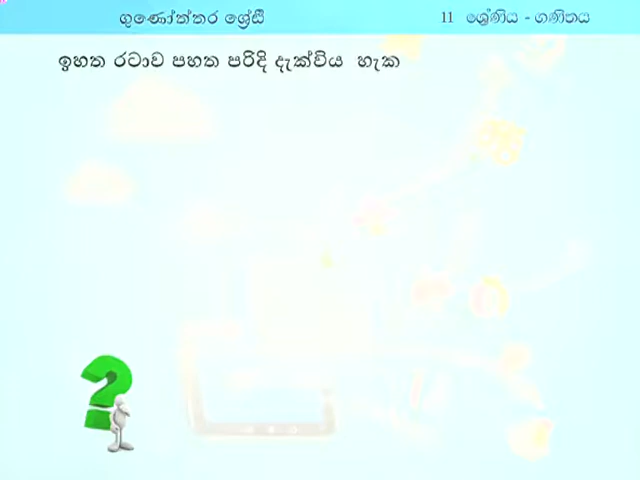 ගුණෝත්තර ශ්‍රේඪී
11 ශ්‍රේණිය - ගණිතය
ඉහත රටාව පහත පරිදි දැක්විය හැක